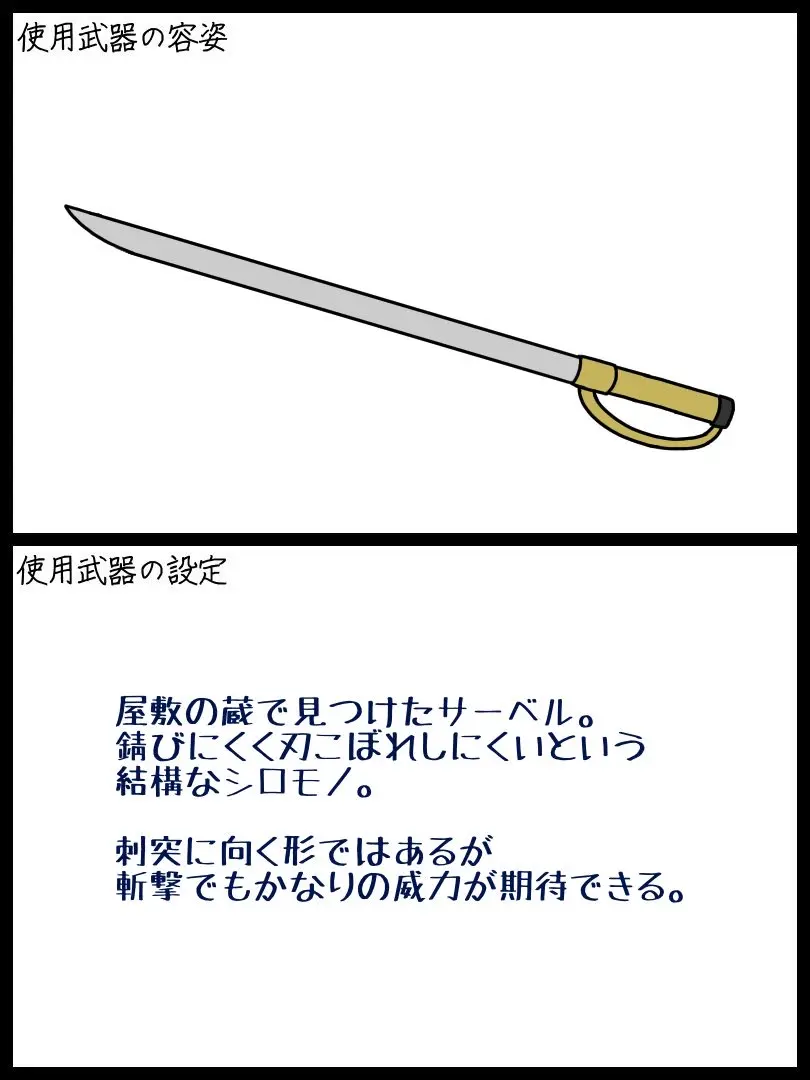 使用武器の容姿
使用武器の設定
屋敷の蔵で見つけたサーベル。
錆びにくく刃こぼれしにくいという
結構なシロモノ。
刺突に向く形ではあるが
斬撃でもかなりの威力が期待できる。